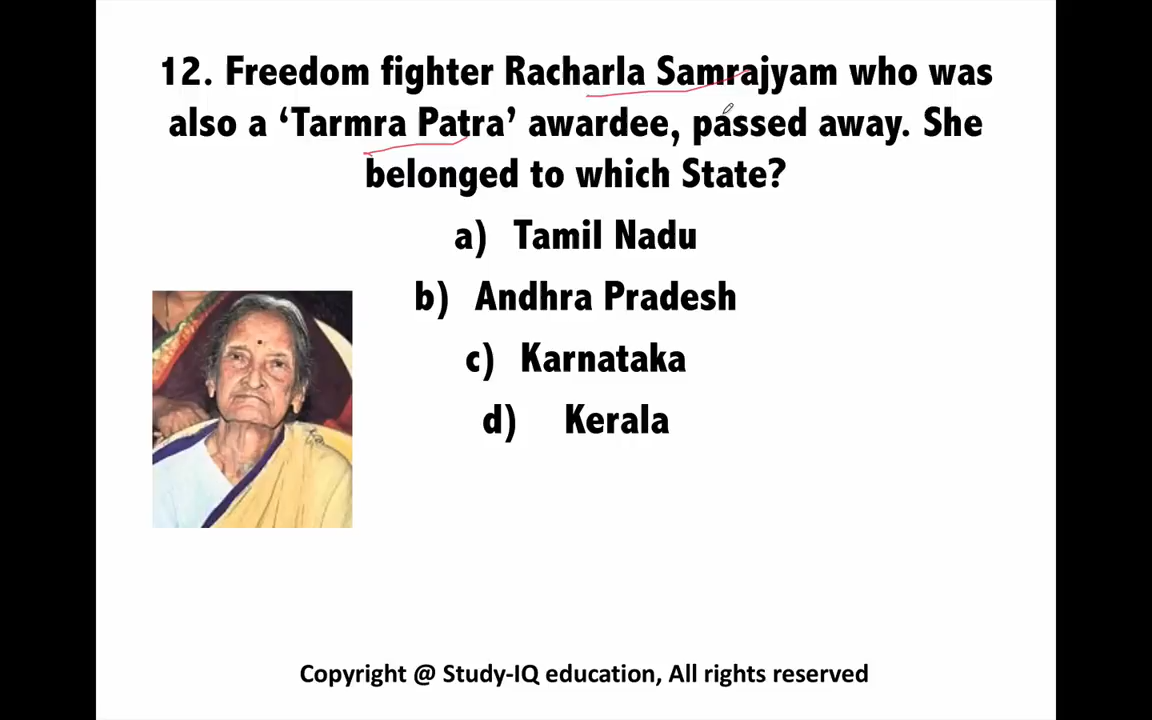 12. Freedom fighter Racharla Samrajyam who was
also a ‘Tarmra Patra’ awardee, passed away. She
belonged to which State?
a) Tamil Nadu
b) Andhra Pradesh
c) Karnataka
d) Kerala
Copyright @ Study-IQ education, All rights reserved